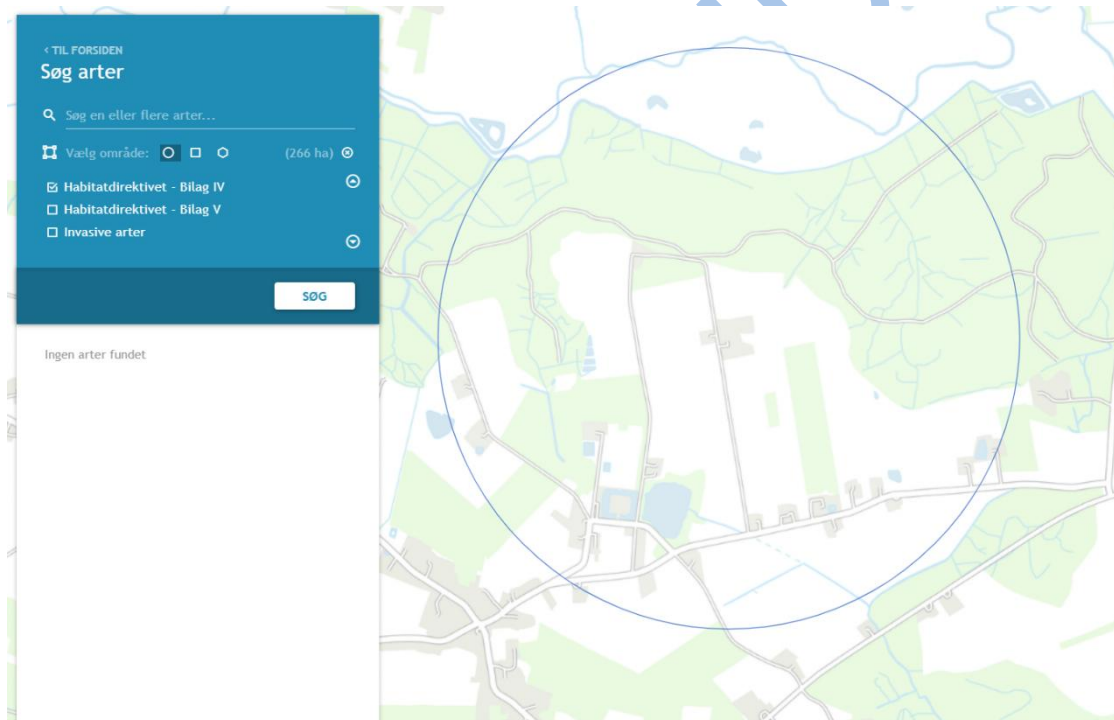 ‹ TIL FORSIDEN
Søg arter
Søg en eller flere arter...
Vælg område: (266 ha)
Habitatdirektivet - Bilag IV
Habitatdirektivet - Bilag V
Invasive arter
SØG
Ingen arter fundet